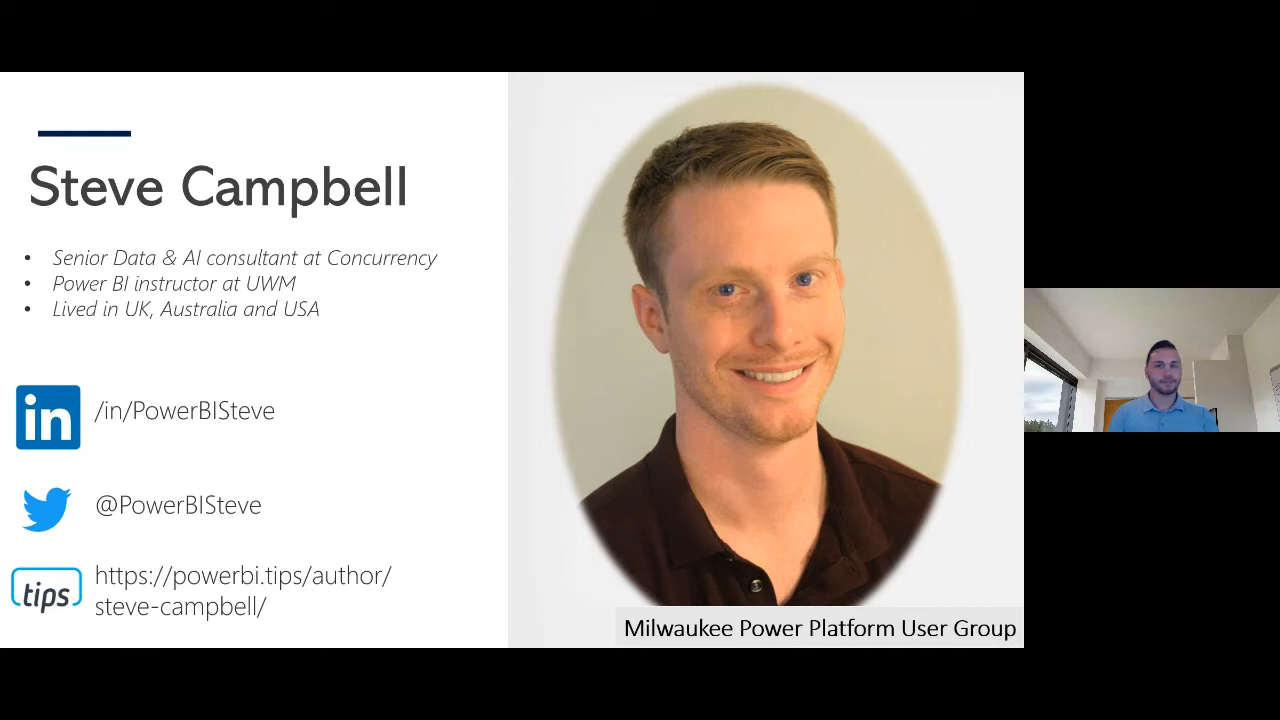 Steve Campbell
• Senior Data & AI consultant at Concurrency
• Power BI instructor at UWM
• Lived in UK, Australia and USA
in /in/PowerBISteve
@PowerBISteve
tips https://powerbi.tips/author/
steve-campbell/
Milwaukee Power Platform User Group